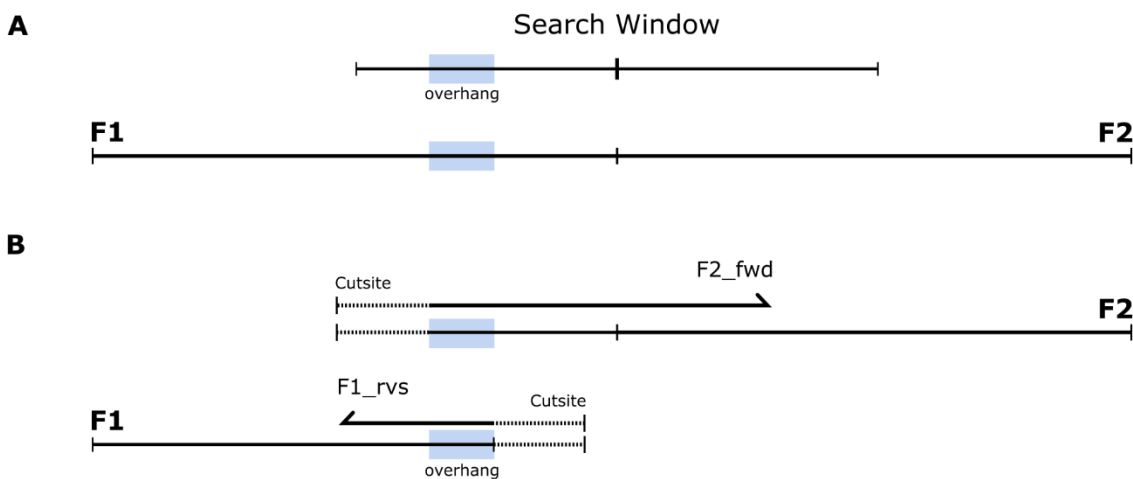 A
Search Window
overhang
F1
F2
B
F2_fwd
Cutsite
F2
F1_rvs
Cutsite
F1
overhang